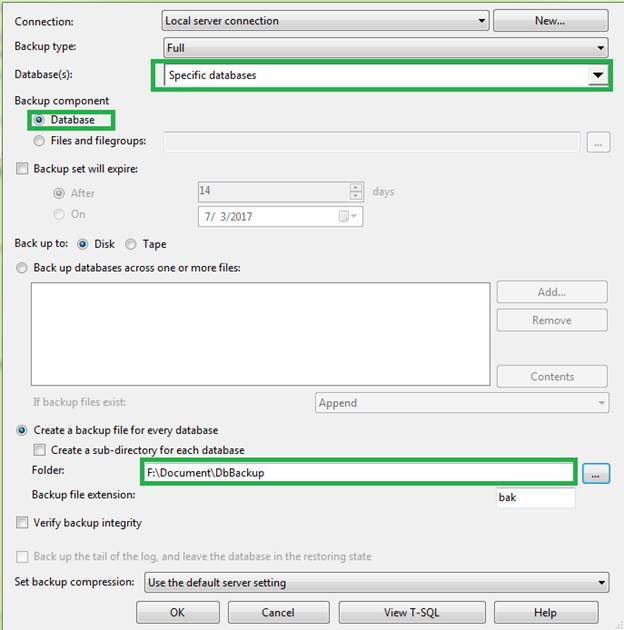 Connection: Local server connection New...
Backup type: Full
Database(s): Specific databases
Backup component
Database
Files and filegroups: ...
Backup set will expire:
After 14 days
On 7/ 3/2017
Back up to: Disk Tape
Back up databases across one or more files:
Add...
Remove
Contents
If backup files exist: Append
Create a backup file for every database
Create a sub-directory for each database
Folder: F:\Document\DbBackup ...
Backup file extension: bak
Verify backup integrity
Back up the tail of the log, and leave the database in the restoring state
Set backup compression: Use the default server setting
OK Cancel View T-SQL Help